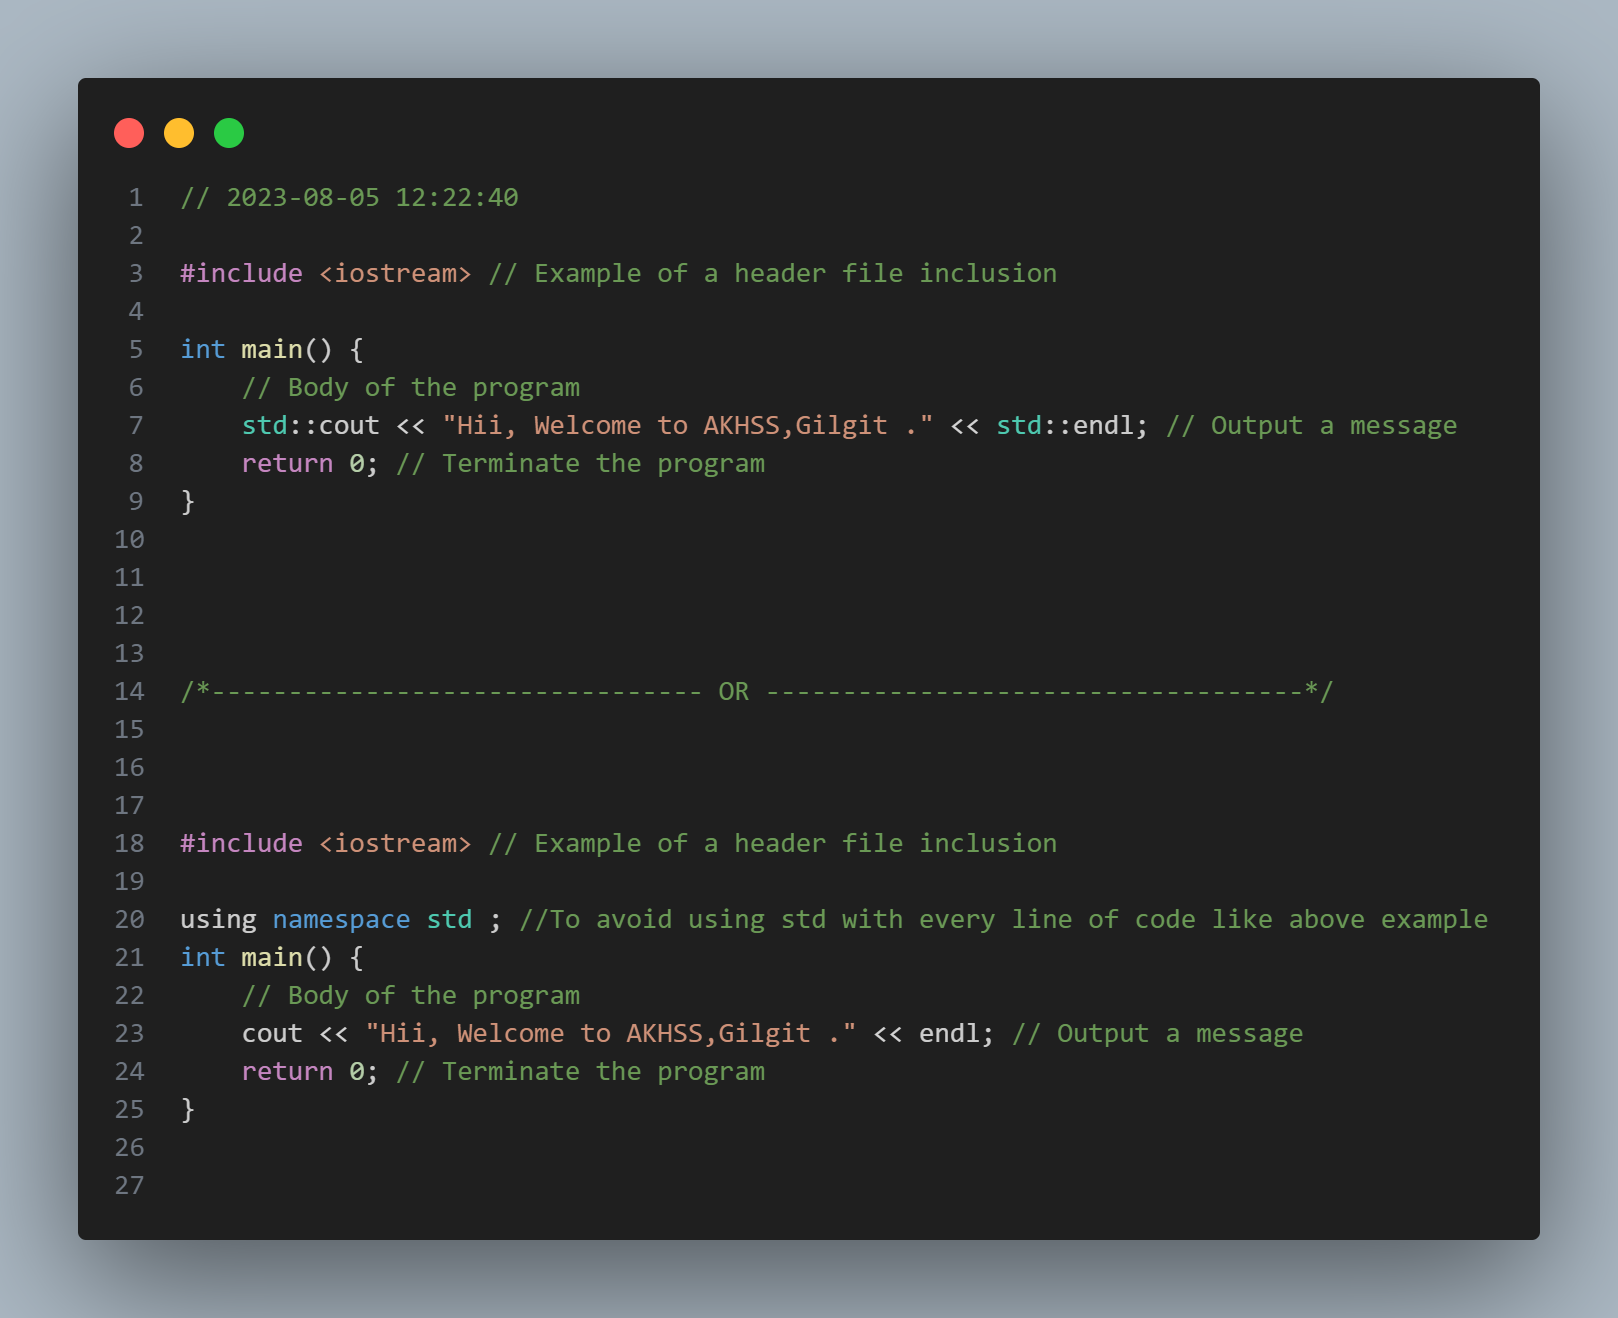 1 // 2023-08-05 12:22:40
2
3 #include <iostream> // Example of a header file inclusion
4
5 int main() {
6     // Body of the program
7     std::cout << "Hii, Welcome to AKHSS,Gilgit ." << std::endl; // Output a message
8     return 0; // Terminate the program
9 }
10
11
12
13
14 /*-------------------------------- OR -----------------------------------*/
15
16
17
18 #include <iostream> // Example of a header file inclusion
19
20 using namespace std ; //To avoid using std with every line of code like above example
21 int main() {
22     // Body of the program
23     cout << "Hii, Welcome to AKHSS,Gilgit ." << endl; // Output a message
24     return 0; // Terminate the program
25 }
26
27